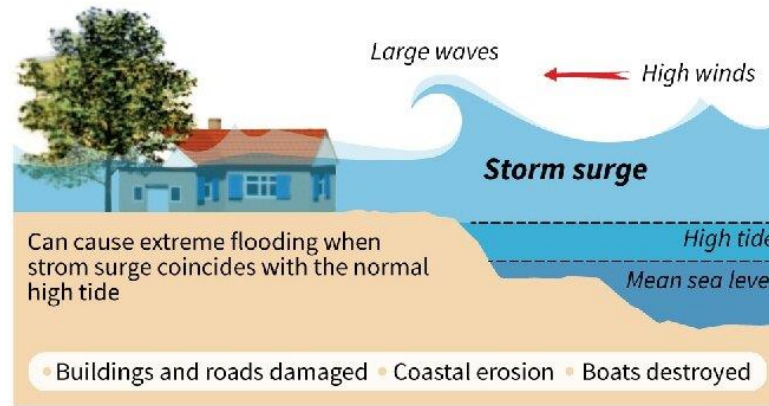 Large waves
High winds
Storm surge
High tide
Mean sea leve
Can cause extreme flooding when
strom surge coincides with the normal
high tide
• Buildings and roads damaged • Coastal erosion • Boats destroyed